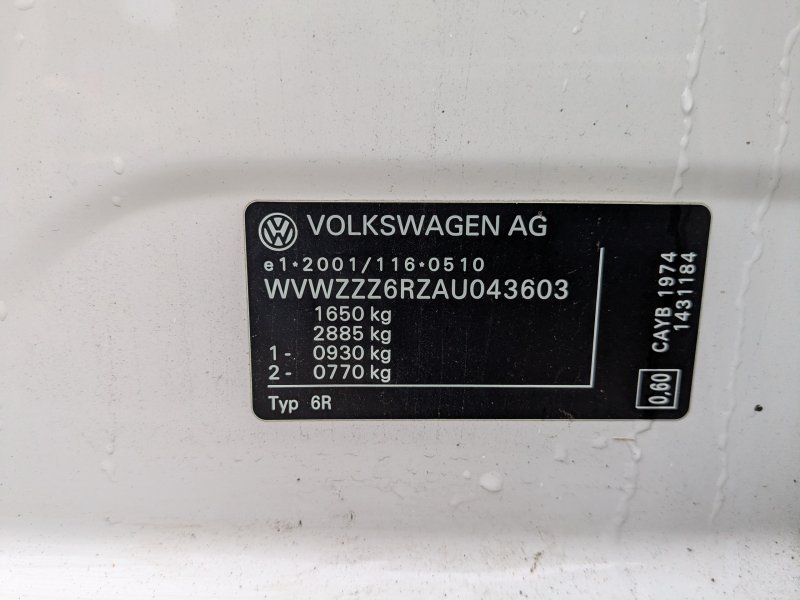 VOLKSWAGEN AG
e1*2001/116*0510
WVWZZZ6RZAU043603
1650 kg
2885 kg
1 - 0930 kg
2 - 0770 kg
Typ 6R
CAYB 1974
1431184
0,60